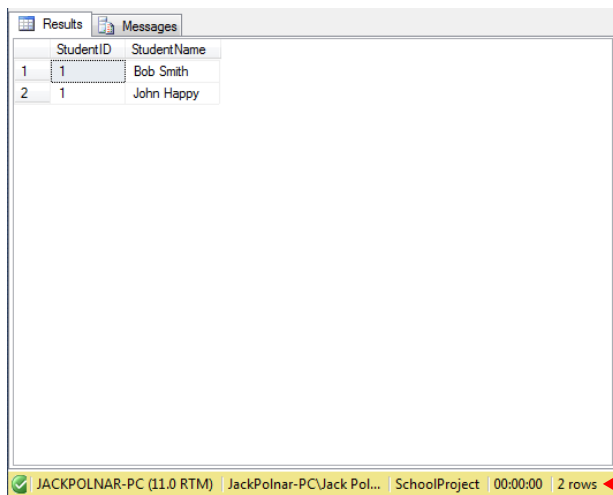 Results Messages
StudentID StudentName
1 1 Bob Smith
2 1 John Happy
JACKPOLNAR-PC (11.0 RTM) JackPolnar-PC\Jack Pol... SchoolProject 00:00:00 2 rows